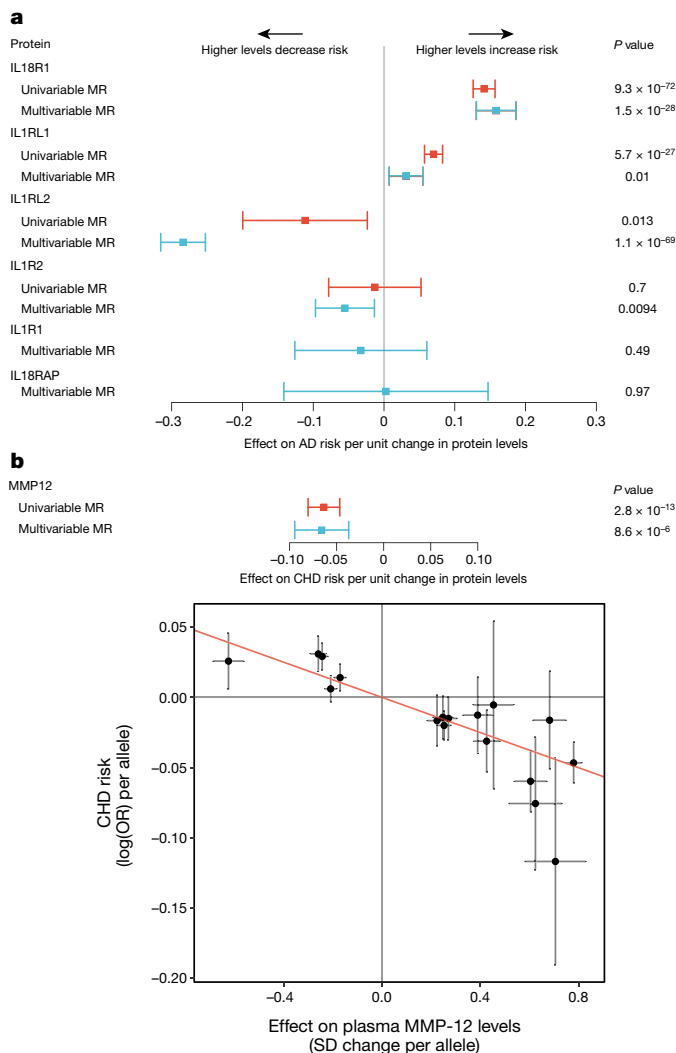 a
Protein
Higher levels decrease risk
Higher levels increase risk
P value
IL18R1
Univariable MR
9.3 × 10⁻⁷²
Multivariable MR
1.5 × 10⁻²⁸
IL1RL1
Univariable MR
5.7 × 10⁻²⁷
Multivariable MR
0.01
IL1RL2
Univariable MR
0.013
Multivariable MR
1.1 × 10⁻⁶⁹
IL1R2
Univariable MR
0.7
Multivariable MR
0.0094
IL1R1
Multivariable MR
0.49
IL18RAP
Multivariable MR
0.97
−0.3 −0.2 −0.1 0 0.1 0.2 0.3
Effect on AD risk per unit change in protein levels
b
MMP12
P value
Univariable MR
2.8 × 10⁻¹³
Multivariable MR
8.6 × 10⁻⁶
−0.10 −0.05 0 0.05 0.10
Effect on CHD risk per unit change in protein levels
CHD risk
(log(OR) per allele)
0.05
0.00
−0.05
−0.10
−0.15
−0.20
−0.4 0.0 0.4 0.8
Effect on plasma MMP-12 levels
(SD change per allele)